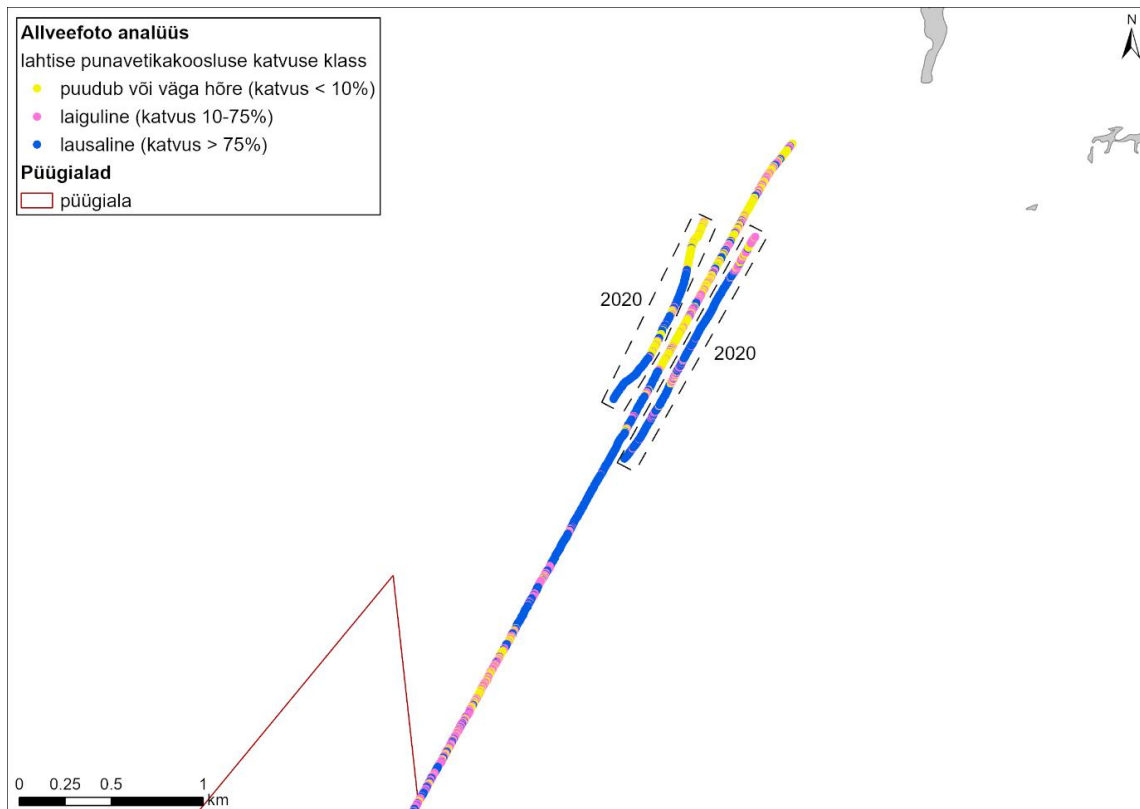 Allveefoto analüüs
lahtise punavetikakoosluse katvuse klass
puudub või väga hõre (katvus < 10%)
laiguline (katvus 10-75%)
lausaline (katvus > 75%)
Püügialad
püügiala
N
2020
2020
0 0.25 0.5 1
km